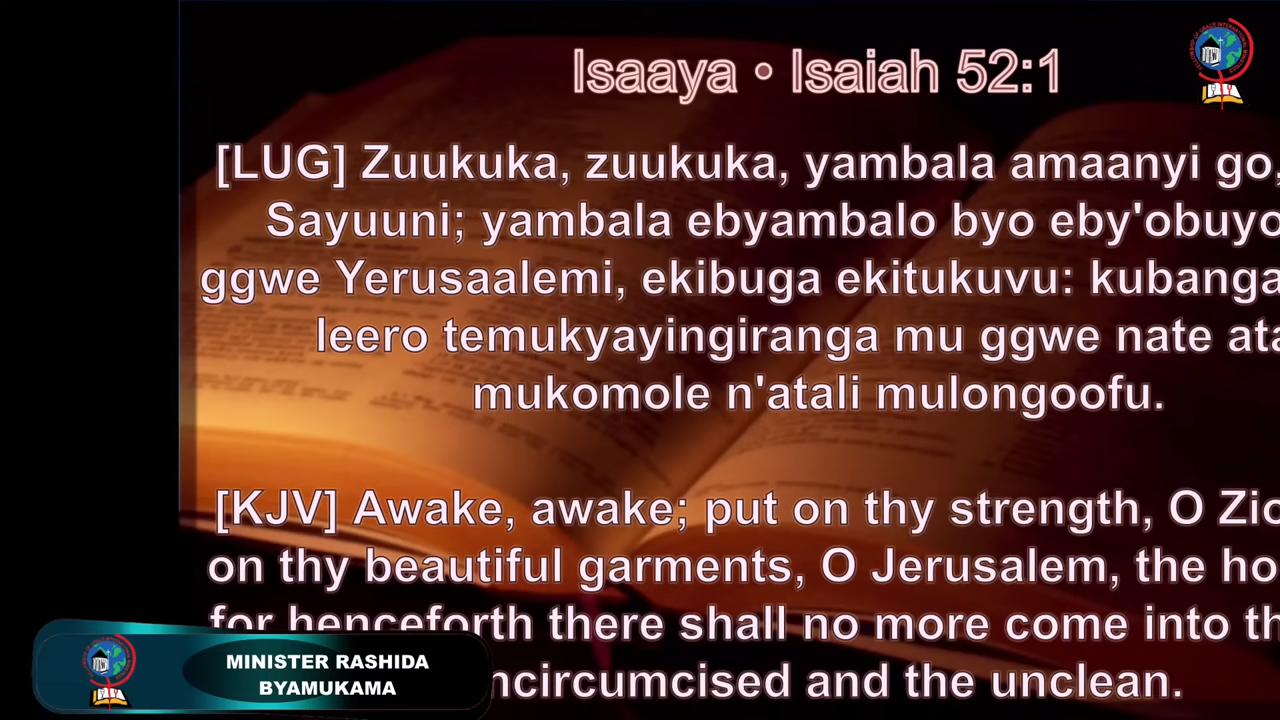 Isaaya • Isaiah 52:1
[LUG] Zuukuka, zuukuka, yambala amaanyi go,
Sayuuni; yambala ebyambalo byo eby'obuyo
ggwe Yerusaalemi, ekibuga ekitukuvu: kubanga
leero temukyayingiranga mu ggwe nate ata
mukomole n'atali mulongoofu.
[KJV] Awake, awake; put on thy strength, O Zio
on thy beautiful garments, O Jerusalem, the ho
for henceforth there shall no more come into th
ncircumcised and the unclean.
MINISTER RASHIDA
BYAMUKAMA